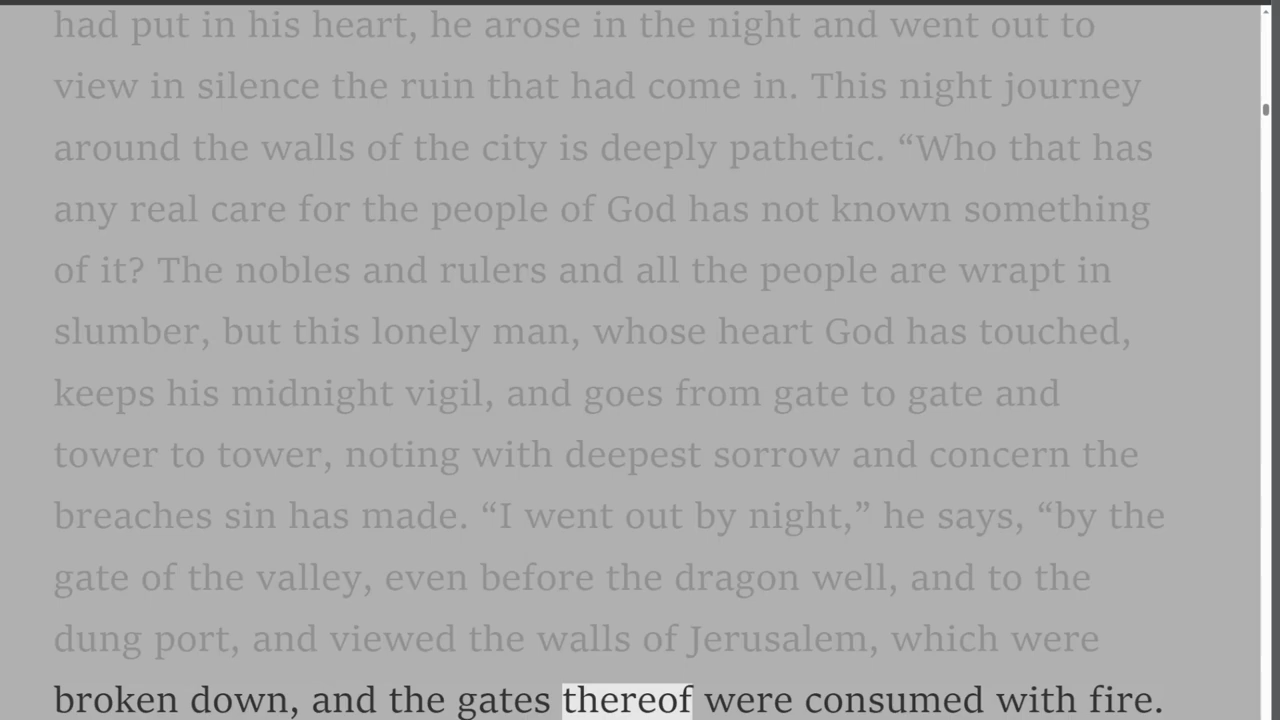 had put in his heart, he arose in the night and went out to
view in silence the ruin that had come in. This night journey
around the walls of the city is deeply pathetic. “Who that has
any real care for the people of God has not known something
of it? The nobles and rulers and all the people are wrapt in
slumber, but this lonely man, whose heart God has touched,
keeps his midnight vigil, and goes from gate to gate and
tower to tower, noting with deepest sorrow and concern the
breaches sin has made. “I went out by night,” he says, “by the
gate of the valley, even before the dragon well, and to the
dung port, and viewed the walls of Jerusalem, which were
broken down, and the gates thereof were consumed with fire.